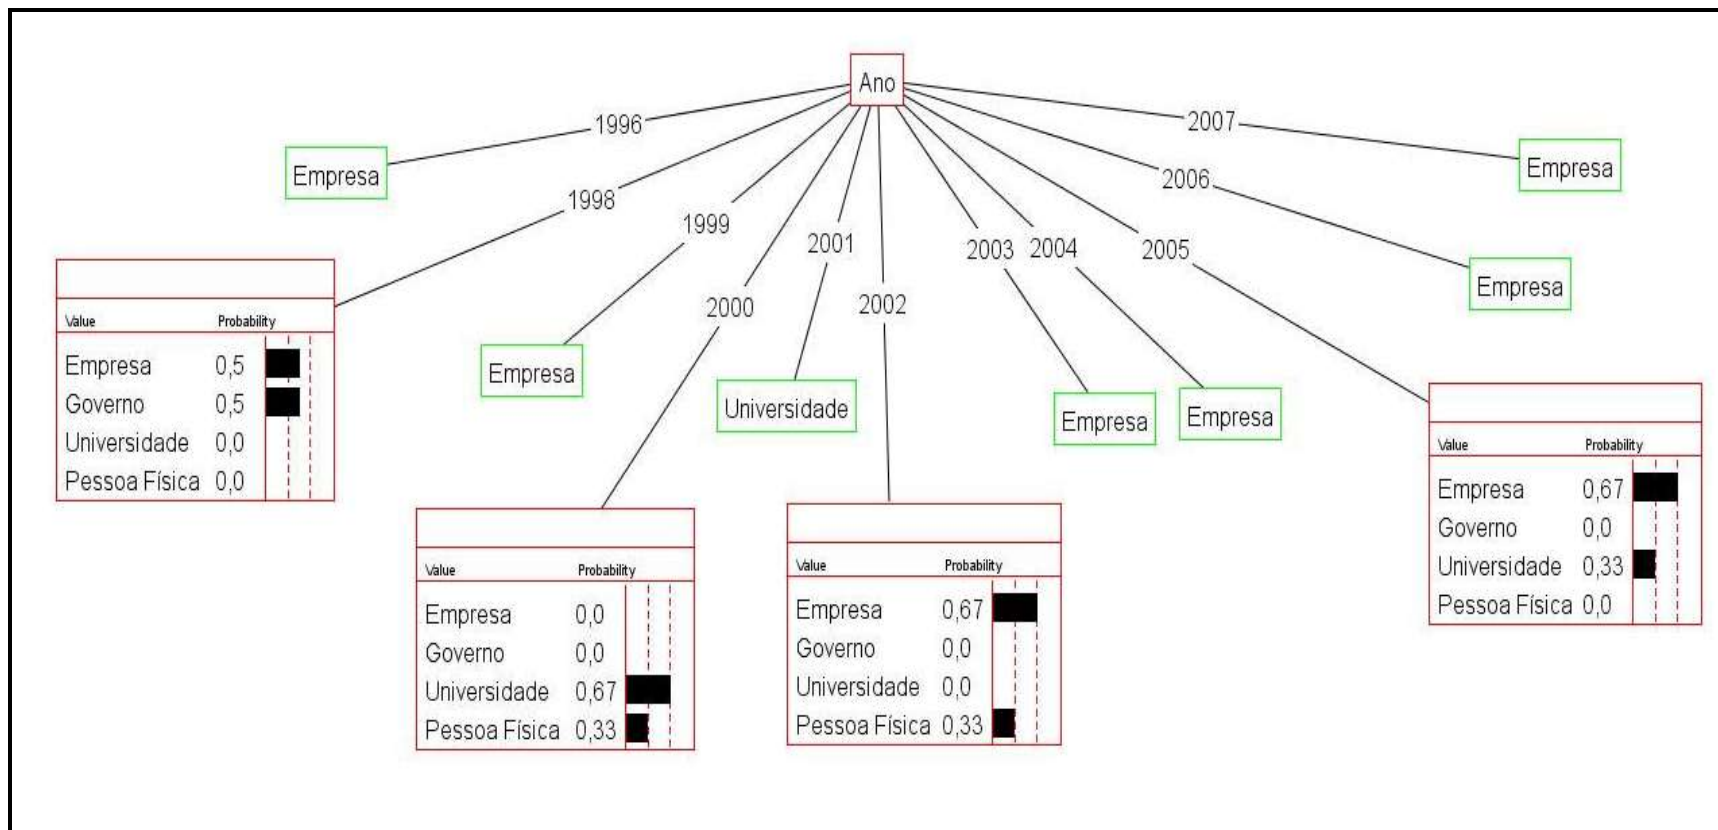 Ano
1996
2007
Empresa
Empresa
2006
1998
1999
2001
2003
2004
2005
Empresa
2000
2002
Value Probability
Empresa 0,5
Governo 0,5
Universidade 0,0
Pessoa Física 0,0
Empresa
Universidade
Empresa
Empresa
Value Probability
Empresa 0,67
Governo 0,0
Universidade 0,33
Pessoa Física 0,0
Value Probability
Empresa 0,0
Governo 0,0
Universidade 0,67
Pessoa Física 0,33
Value Probability
Empresa 0,67
Governo 0,0
Universidade 0,0
Pessoa Física 0,33